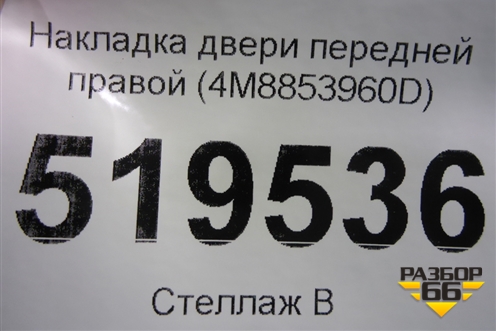 Накладка двери передней
правой (4M8853960D)
519536
РАЗБОР
66
Стеллаж В